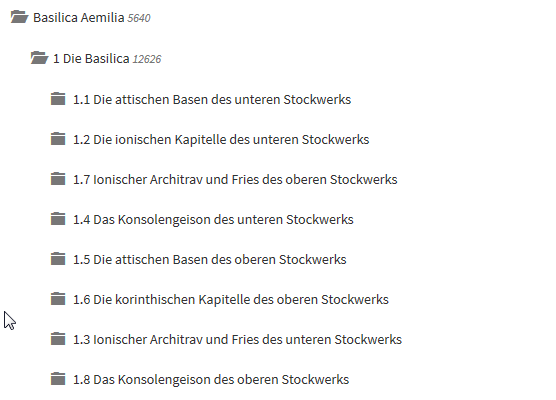 Basilica Aemilia 5640
1 Die Basilica 12626
1.1 Die attischen Basen des unteren Stockwerks
1.2 Die ionischen Kapitelle des unteren Stockwerks
1.7 Ionischer Architrav und Fries des oberen Stockwerks
1.4 Das Konsolengeison des unteren Stockwerks
1.5 Die attischen Basen des oberen Stockwerks
1.6 Die korinthischen Kapitelle des oberen Stockwerks
1.3 Ionischer Architrav und Fries des unteren Stockwerks
1.8 Das Konsolengeison des oberen Stockwerks